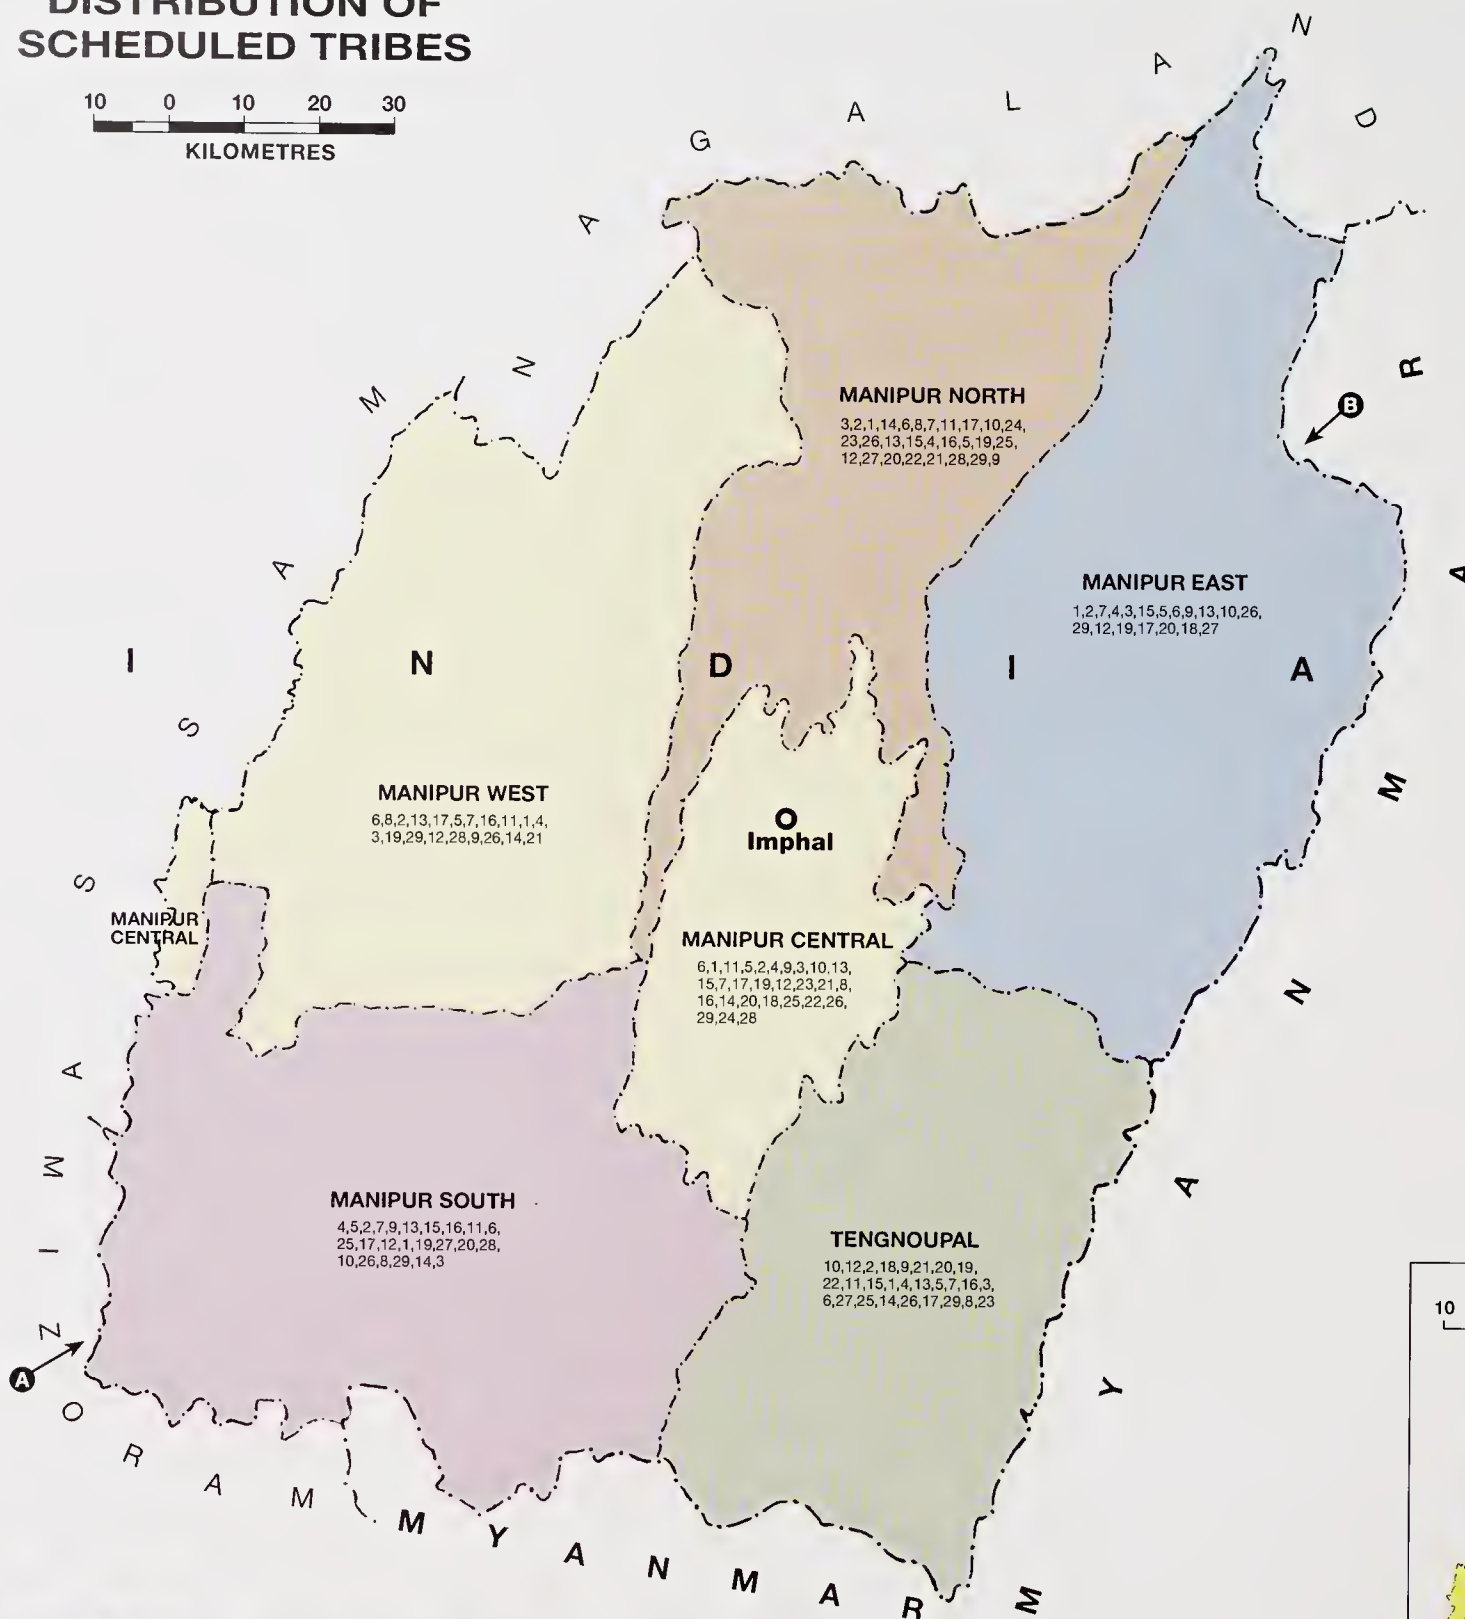 DISTRIBUTION OF
SCHEDULED TRIBES
10 0 10 20 30
KILOMETRES
N A G A L A N D
A S S A M
I N D I A
MANIPUR NORTH
3,2,1,14,6,8,7,11,17,10,24,
23,26,13,15,4,16,5,19,25,
12,27,20,22,21,28,29,9
B
MANIPUR EAST
1,2,7,4,3,15,5,6,9,13,10,26,
29,12,19,17,20,18,27
MANIPUR WEST
6,8,2,13,17,5,7,16,11,1,4,
3,19,29,12,28,9,26,14,21
Imphal
MANIPUR
CENTRAL
MANIPUR CENTRAL
6,1,11,5,2,4,9,3,10,13,
15,7,17,19,12,23,21,8,
16,14,20,18,25,22,26,
29,24,28
MANIPUR SOUTH
4,5,2,7,9,13,15,16,11,6,
25,17,12,1,19,27,20,28,
10,26,8,29,14,3
TENGNOUPAL
10,12,2,18,9,21,20,19,
22,11,15,1,4,13,5,7,16,3,
6,27,25,14,26,17,29,8,23
A
M I Z O R A M
M Y A N M A R
M Y A N M A R
10